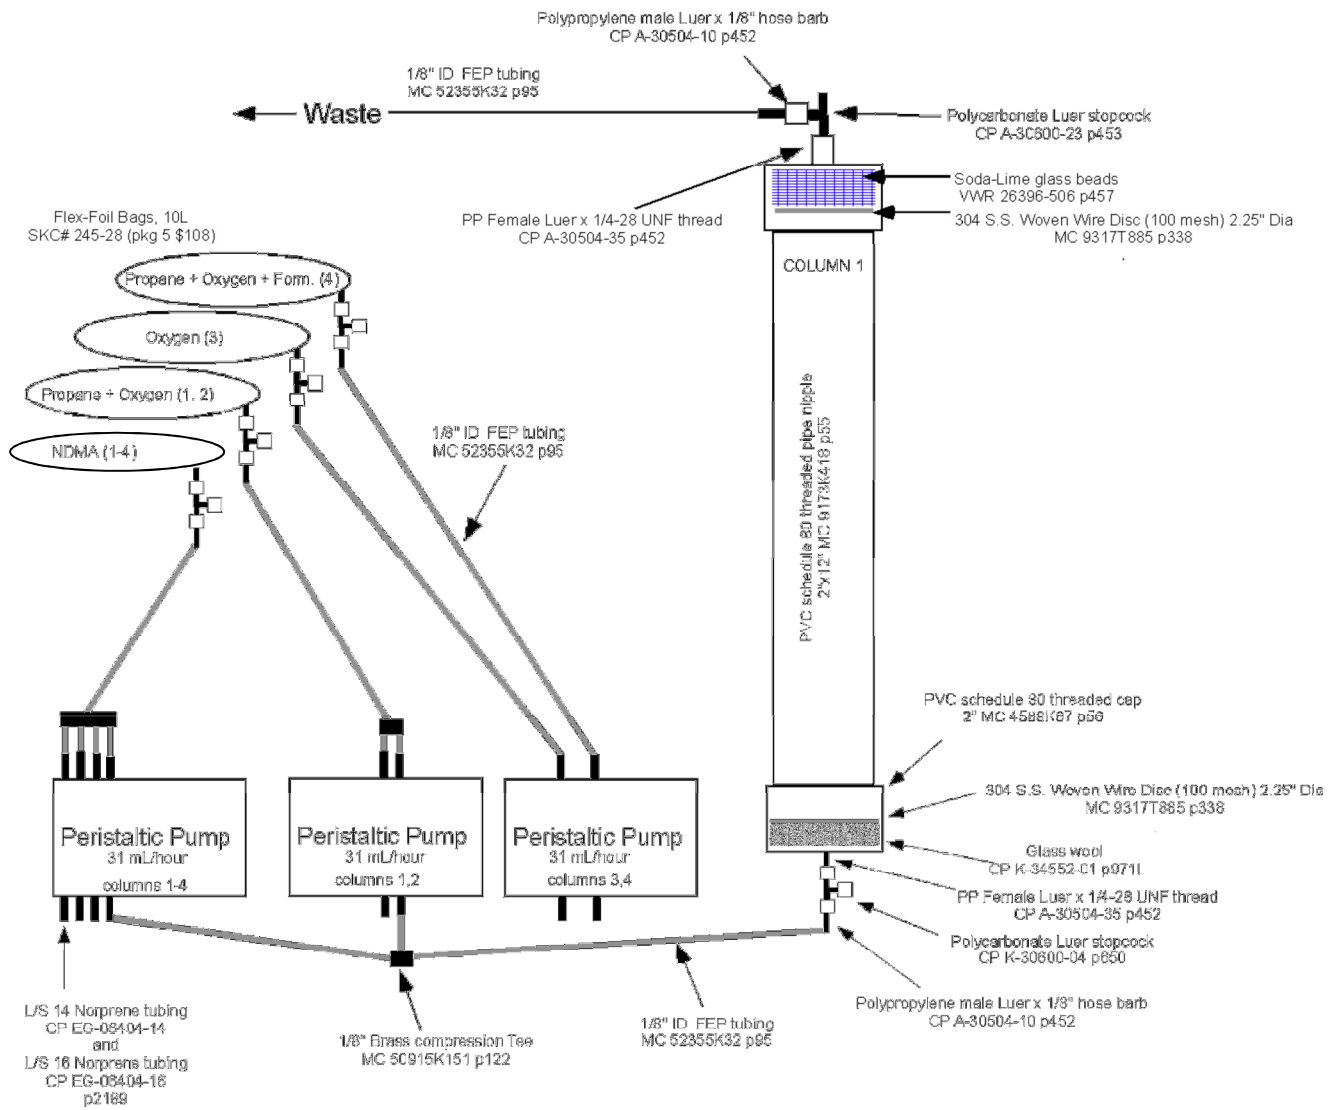 Polypropylene male Luer x 1/8" hose barb
CP A-30504-10 p452
1/8" ID FEP tubing
MC 52355K32 p95
Waste
Polycarbonate Luer stopcock
CP A-30600-23 p453
Soda-Lime glass beads
VWR 26396-506 p457
PP Female Luer x 1/4-28 UNF thread
CP A-30504-35 p452
304 S.S. Woven Wire Disc (100 mesh) 2.25" Dia
MC 9317T885 p338
Flex-Foil Bags, 10L
SKC# 245-28 (pkg 5 $108)
COLUMN 1
Propane + Oxygen + Form. (4)
Oxygen (3)
Propane + Oxygen (1, 2)
NDMA (1-4)
1/8" ID FEP tubing
MC 52355K32 p95
PVC schedule 80 threaded pipe nipple
2"x12" MC 9173K418 p55
PVC schedule 80 threaded cap
2" MC 4588K67 p56
304 S.S. Woven Wire Disc (100 mesh) 2.25" Dia
MC 9317T885 p338
Peristaltic Pump
31 mL/hour
columns 1-4
Peristaltic Pump
31 mL/hour
columns 1,2
Peristaltic Pump
31 mL/hour
columns 3,4
Glass wool
CP K-34552-01 p971
PP Female Luer x 1/4-28 UNF thread
CP A-30504-35 p452
Polycarbonate Luer stopcock
CP K-30600-04 p650
Polypropylene male Luer x 1/8" hose barb
CP A-30504-10 p452
L/S 14 Norprene tubing
CP EG-06404-14
and
L/S 16 Norprene tubing
CP EG-06404-16
p2189
1/8" Brass compression Tee
MC 50915K151 p122
1/8" ID FEP tubing
MC 52355K32 p95